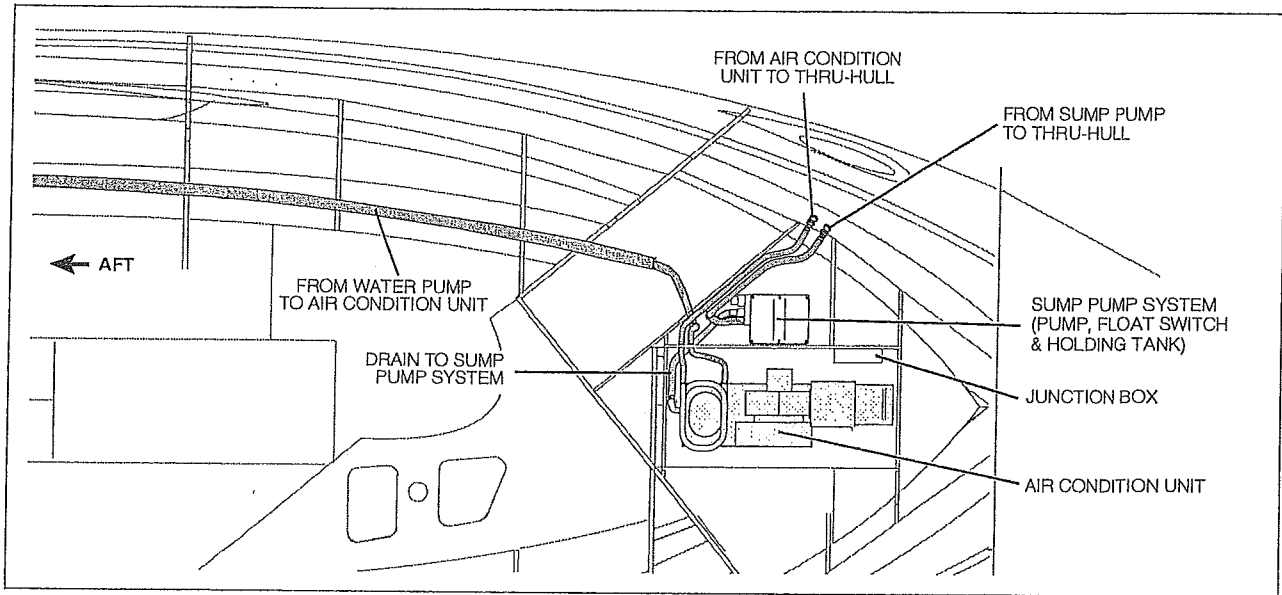 FROM AIR CONDITION
UNIT TO THRU-HULL
FROM SUMP PUMP
TO THRU-HULL
AFT
FROM WATER PUMP
TO AIR CONDITION UNIT
SUMP PUMP SYSTEM
(PUMP, FLOAT SWITCH
& HOLDING TANK)
DRAIN TO SUMP
PUMP SYSTEM
JUNCTION BOX
AIR CONDITION UNIT